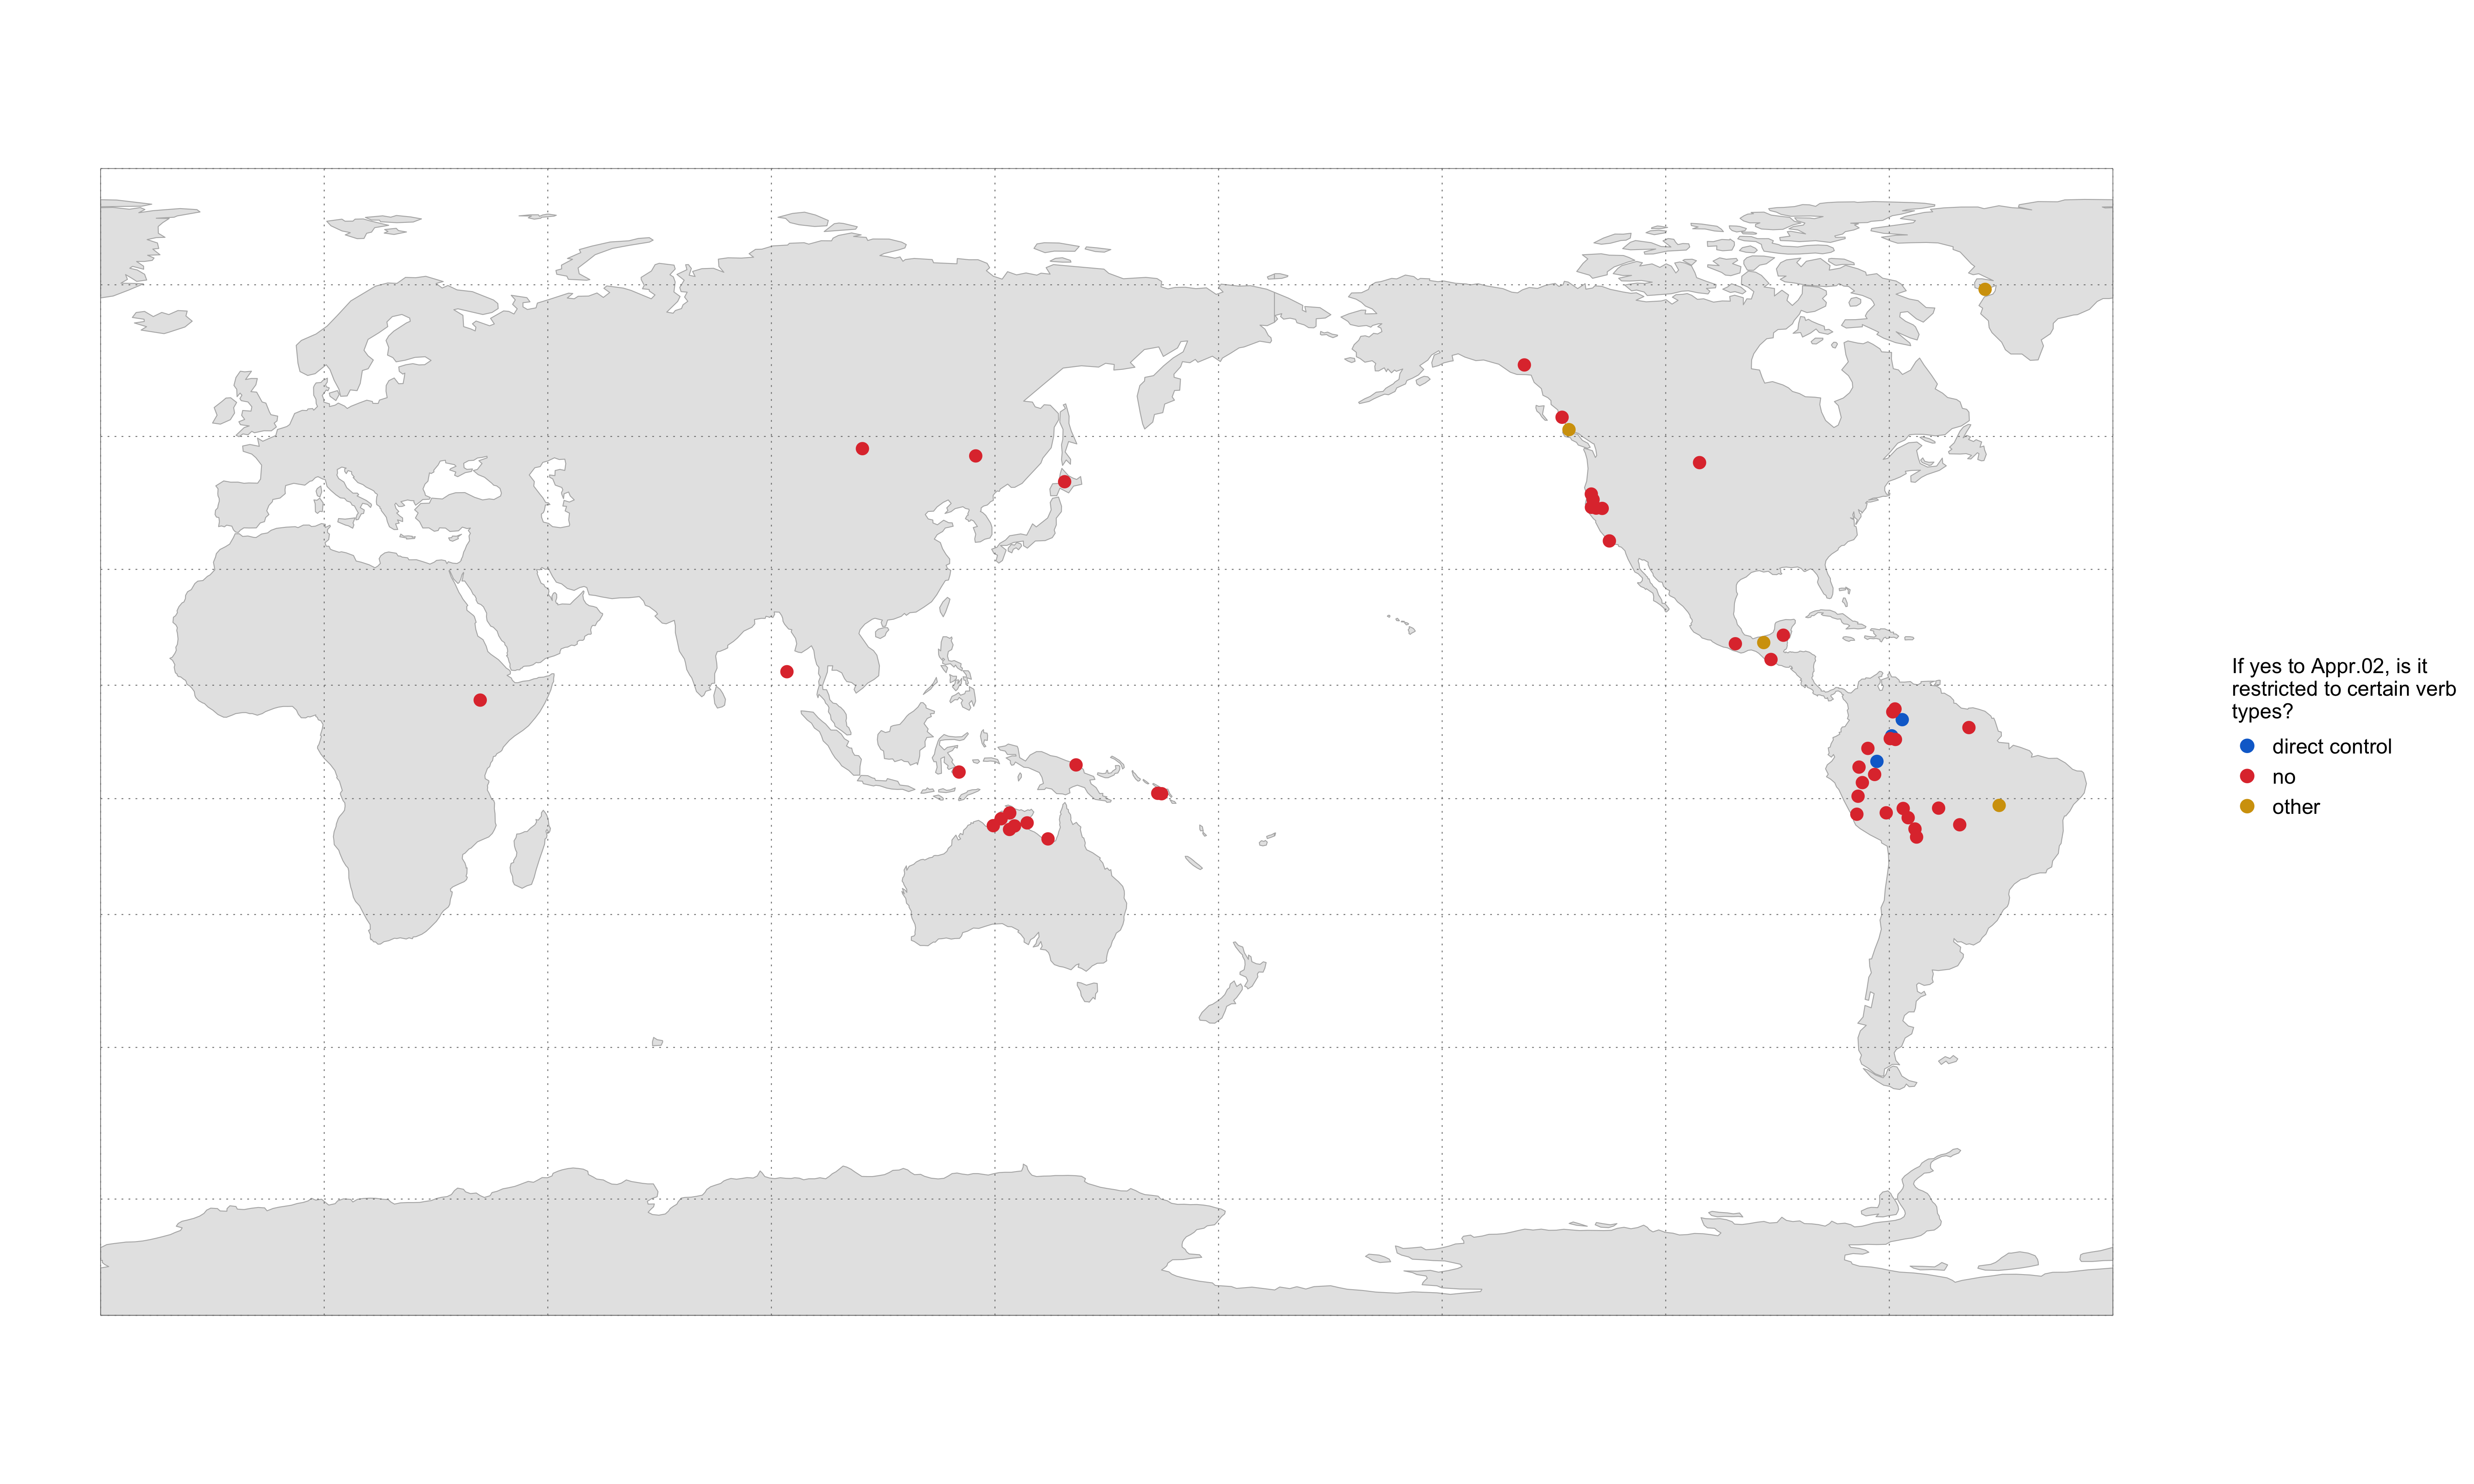 If yes to Appr.02, is it
restricted to certain verb
types?
direct control
no
other